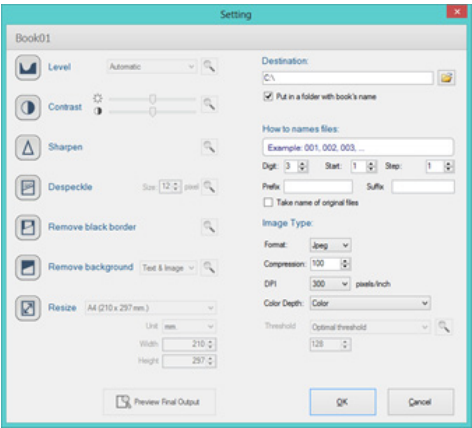 Setting
Book01
Level Automatic
Contrast
Sharpen
Despeckle Size: 12 pixel
Remove black border
Remove background Text & Image
Resize A4 (210 x 297 mm.)
Unit mm.
Width 210
Height 297
Preview Final Output
Destination:
C:\
Put in a folder with book's name
How to names files:
Example: 001, 002, 003, ...
Digit: 3 Start: 1 Step: 1
Prefix Suffix
Take name of original files
Image Type:
Format: Jpeg
Compression: 100
DPI 300 pixels/inch
Color Depth: Color
Threshold Optimal threshold
128
OK Cancel